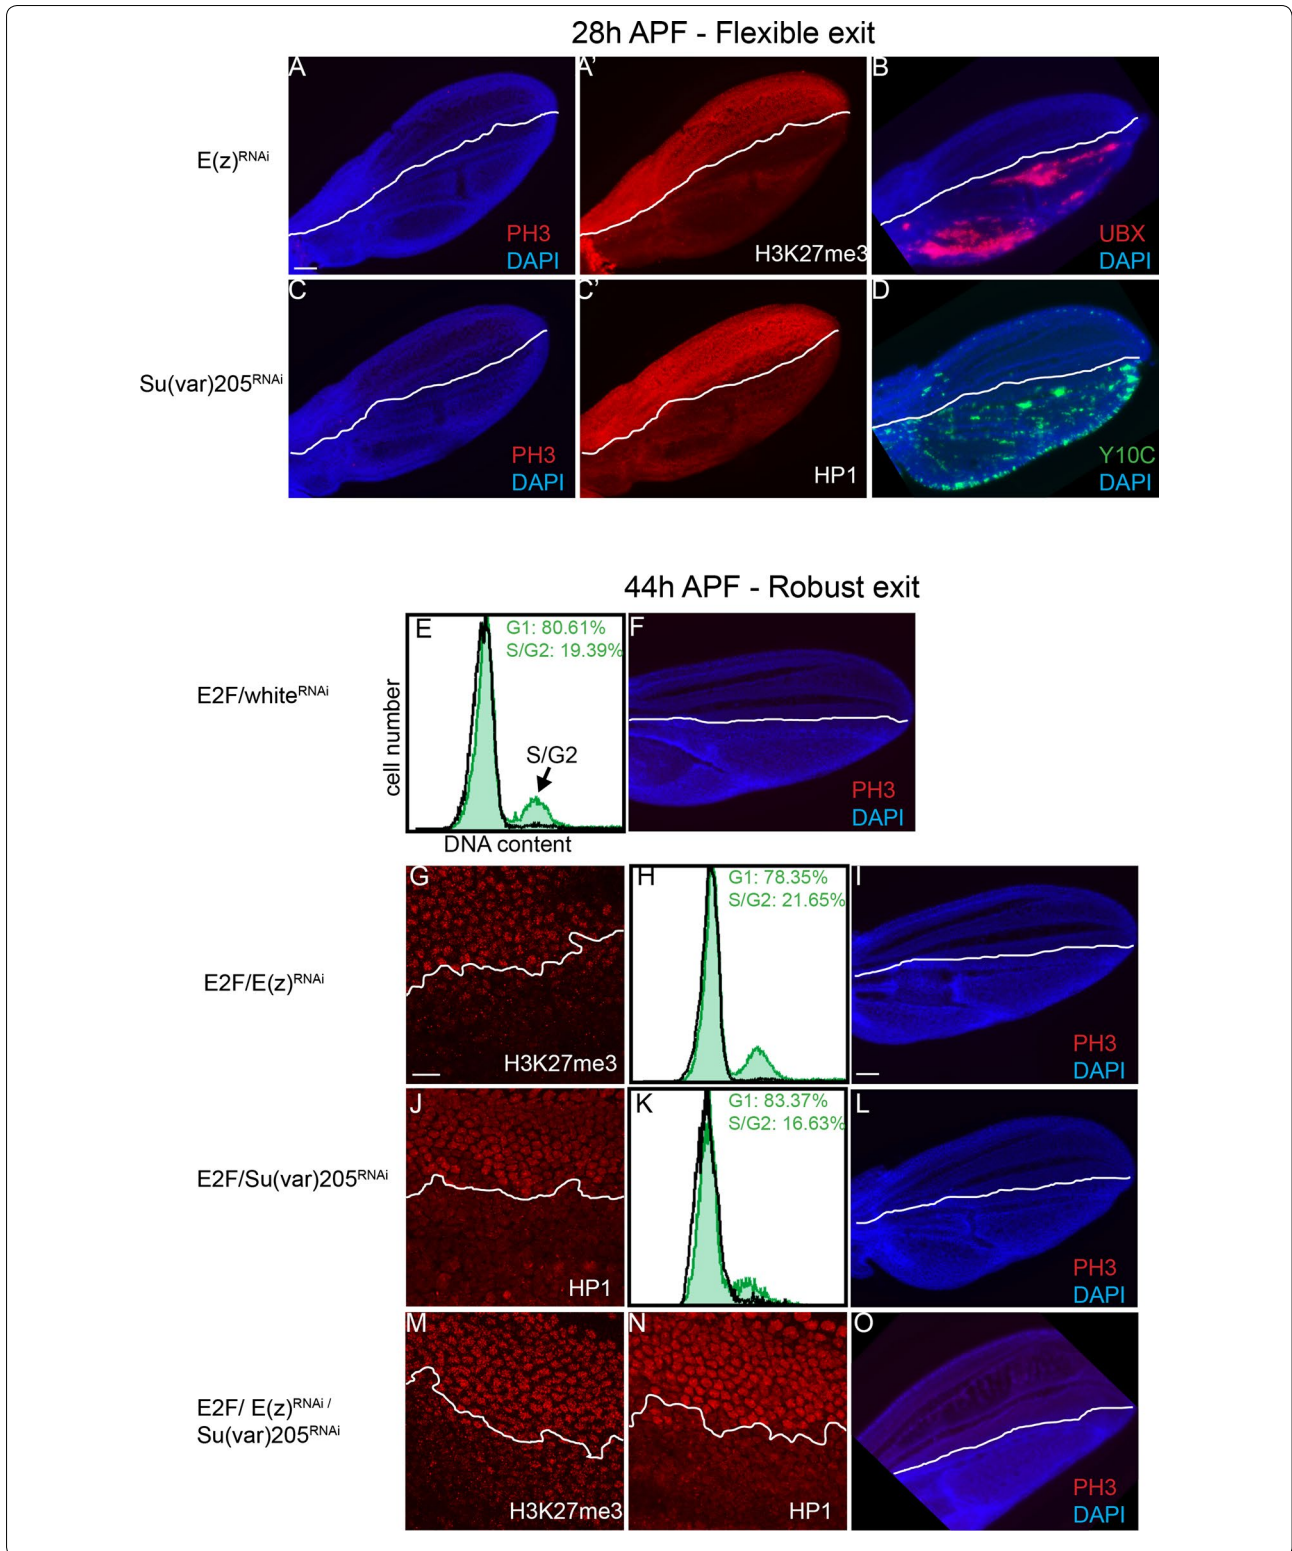 28h APF - Flexible exit
A
A'
B
E(z)RNAi
PH3
DAPI
H3K27me3
UBX
DAPI
C
C'
D
Su(var)205RNAi
PH3
DAPI
HP1
Y10C
DAPI
44h APF - Robust exit
E
G1: 80.61%
S/G2: 19.39%
F
E2F/whiteRNAi
cell number
S/G2
DNA content
PH3
DAPI
G
H
G1: 78.35%
S/G2: 21.65%
I
E2F/E(z)RNAi
H3K27me3
PH3
DAPI
J
K
G1: 83.37%
S/G2: 16.63%
L
E2F/Su(var)205RNAi
HP1
PH3
DAPI
M
N
O
E2F/ E(z)RNAi /
Su(var)205RNAi
H3K27me3
HP1
PH3
DAPI